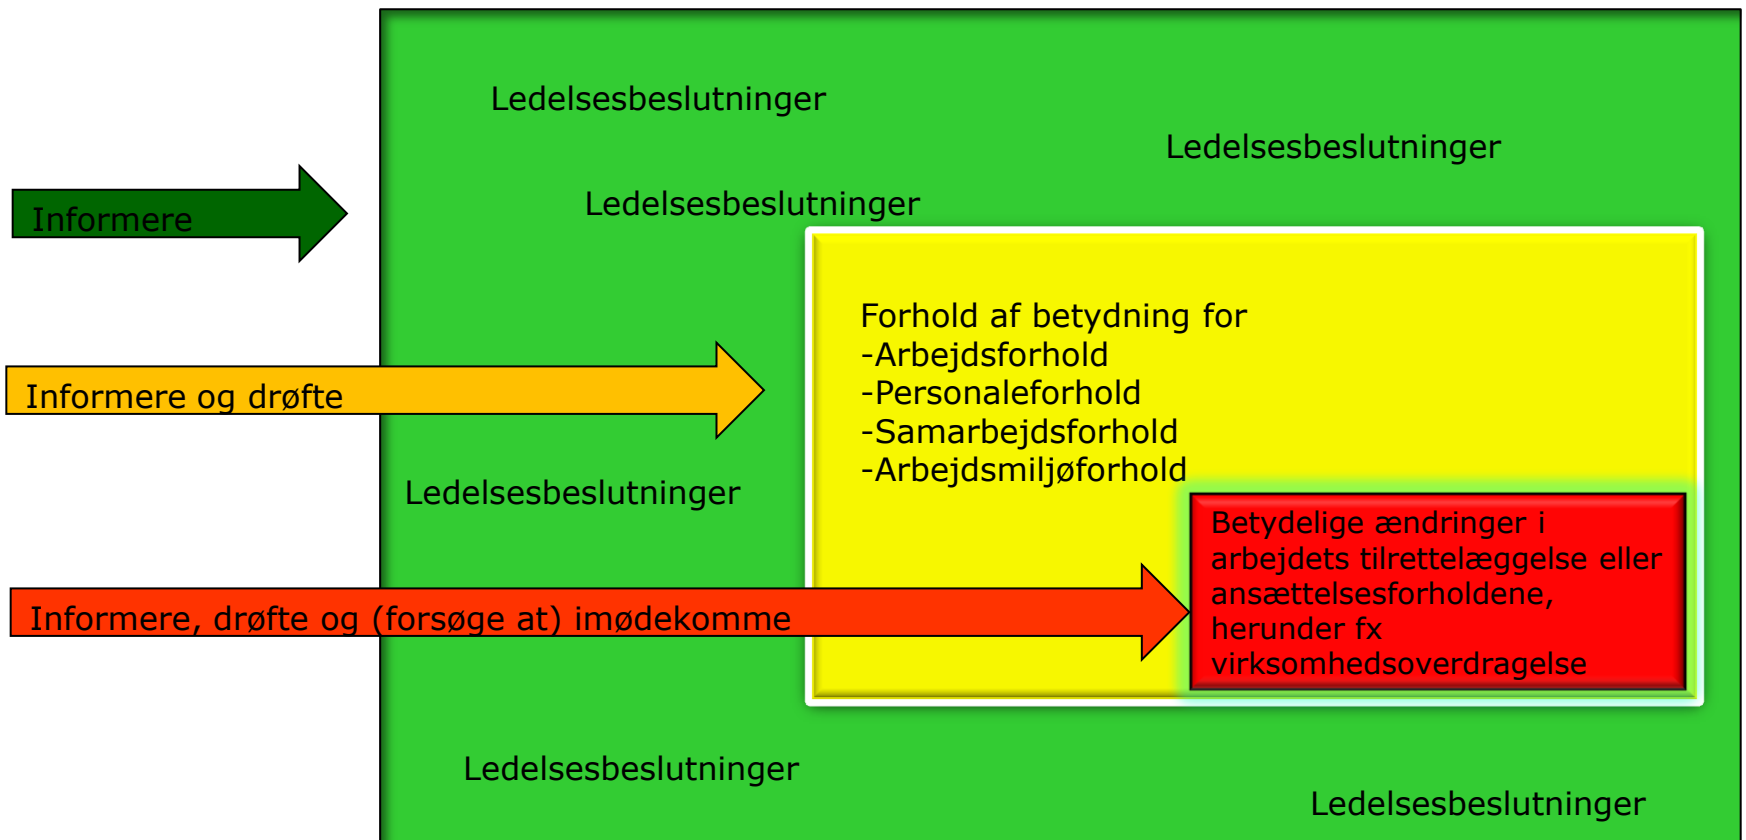 Ledelsesbeslutninger
Ledelsesbeslutninger
Ledelsesbeslutninger
Informere
Forhold af betydning for
-Arbejdsforhold
-Personaleforhold
-Samarbejdsforhold
-Arbejdsmiljøforhold
Informere og drøfte
Ledelsesbeslutninger
Betydelige ændringer i
arbejdets tilrettelæggelse eller
ansættelsesforholdene,
herunder fx
virksomhedsoverdragelse
Informere, drøfte og (forsøge at) imødekomme
Ledelsesbeslutninger
Ledelsesbeslutninger